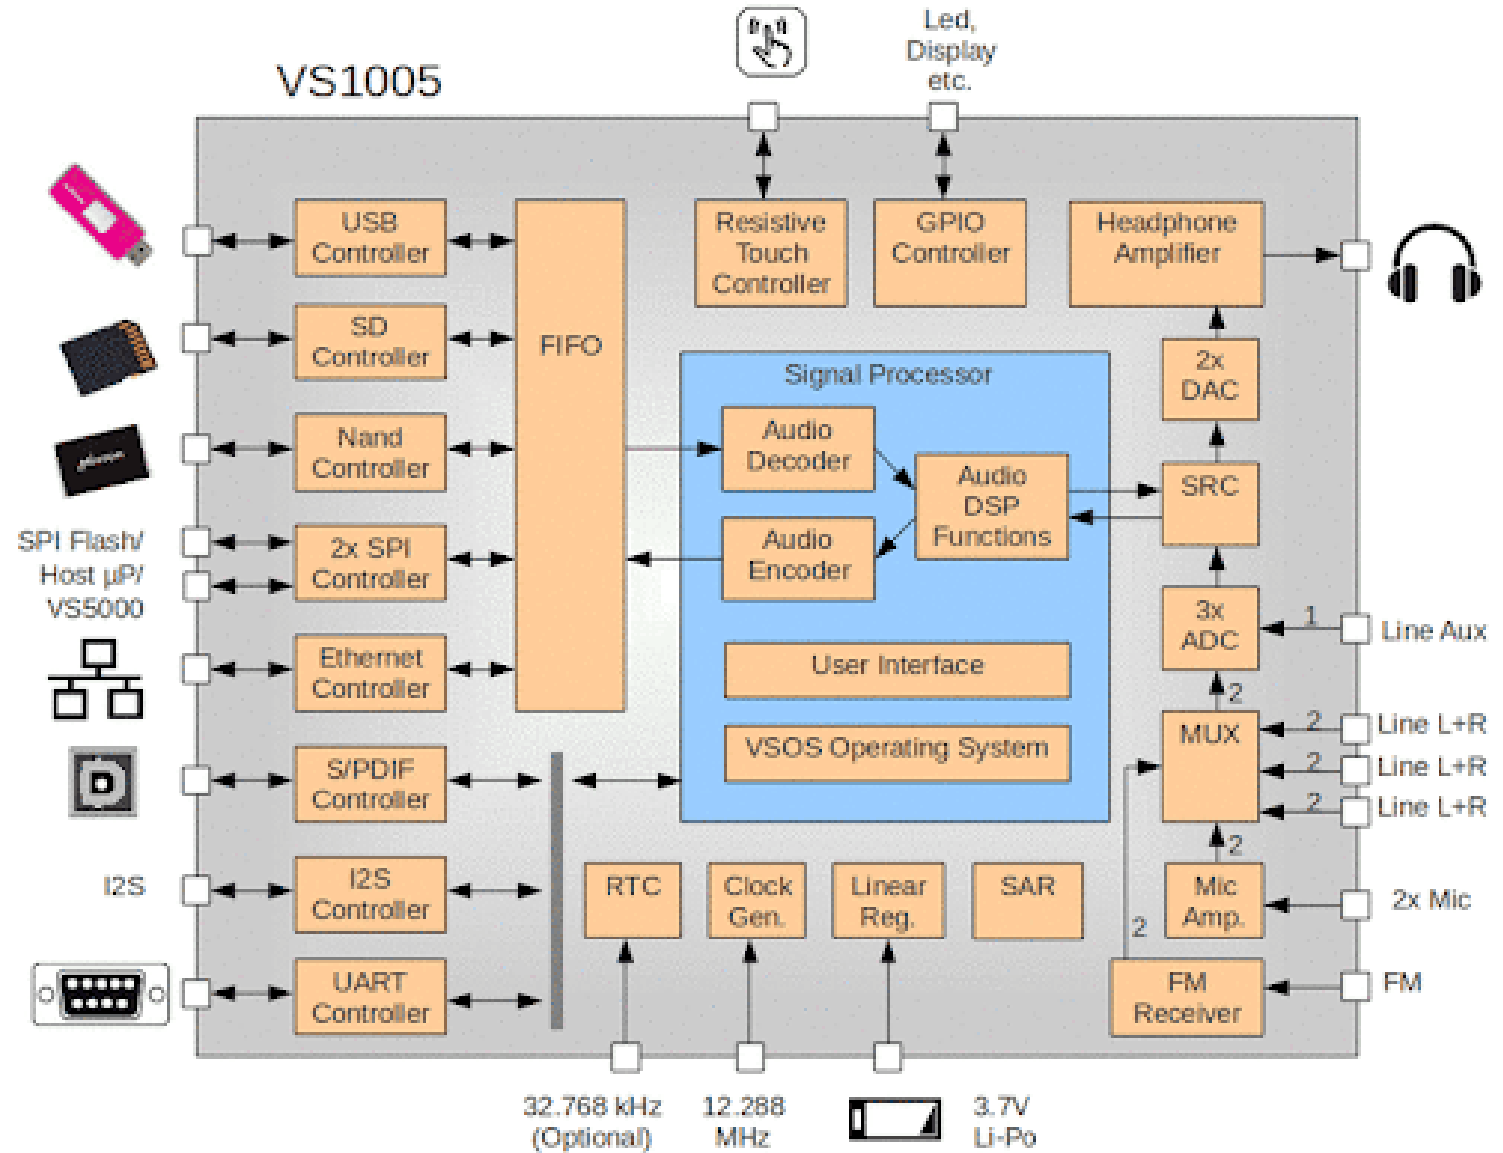 VS1005
Led,
Display
etc.
USB
Controller
SD
Controller
Nand
Controller
SPI Flash/
Host µP/
VS5000
2x SPI
Controller
Ethernet
Controller
S/PDIF
Controller
I2S
I2S
Controller
UART
Controller
FIFO
Resistive
Touch
Controller
GPIO
Controller
Headphone
Amplifier
2x
DAC
SRC
3x
ADC
1
Line Aux
2
MUX
2
Line L+R
2
Line L+R
2
Line L+R
2
Mic
Amp.
2x Mic
2
FM
Receiver
FM
Signal Processor
Audio
Decoder
Audio
DSP
Functions
Audio
Encoder
User Interface
VSOS Operating System
RTC
Clock
Gen.
Linear
Reg.
SAR
32.768 kHz
(Optional)
12.288
MHz
3.7V
Li-Po